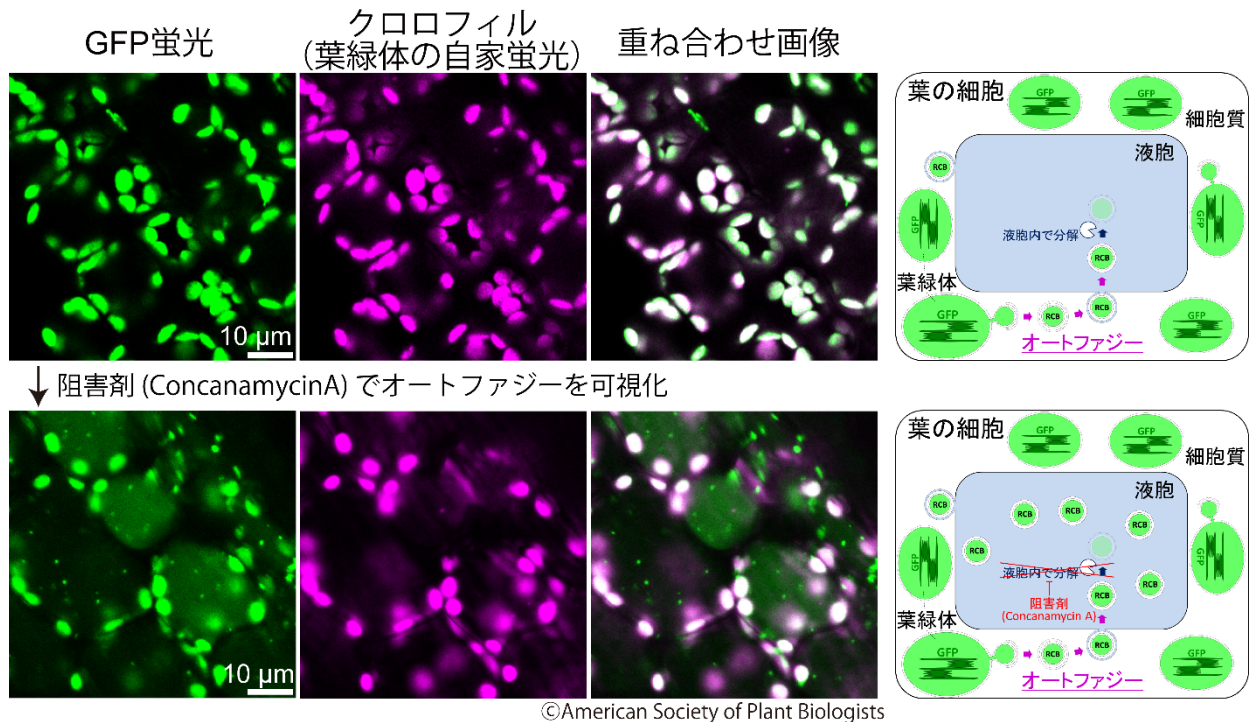 GFP蛍光
クロロフィル
(葉緑体の自家蛍光)
重ね合わせ画像
10 µm
葉の細胞
GFP
GFP
細胞質
液胞
RCB
GFP
GFP
液胞内で分解
RCB
葉緑体
GFP
RCB
RCB
GFP
オートファジー
阻害剤 (ConcanamycinA) でオートファジーを可視化
10 µm
葉の細胞
GFP
GFP
細胞質
液胞
RCB
RCB
RCB
RCB
RCB
GFP
GFP
液胞内で分解
RCB
阻害剤
(Concanamycin A)
RCB
葉緑体
GFP
RCB
RCB
GFP
オートファジー
©American Society of Plant Biologists